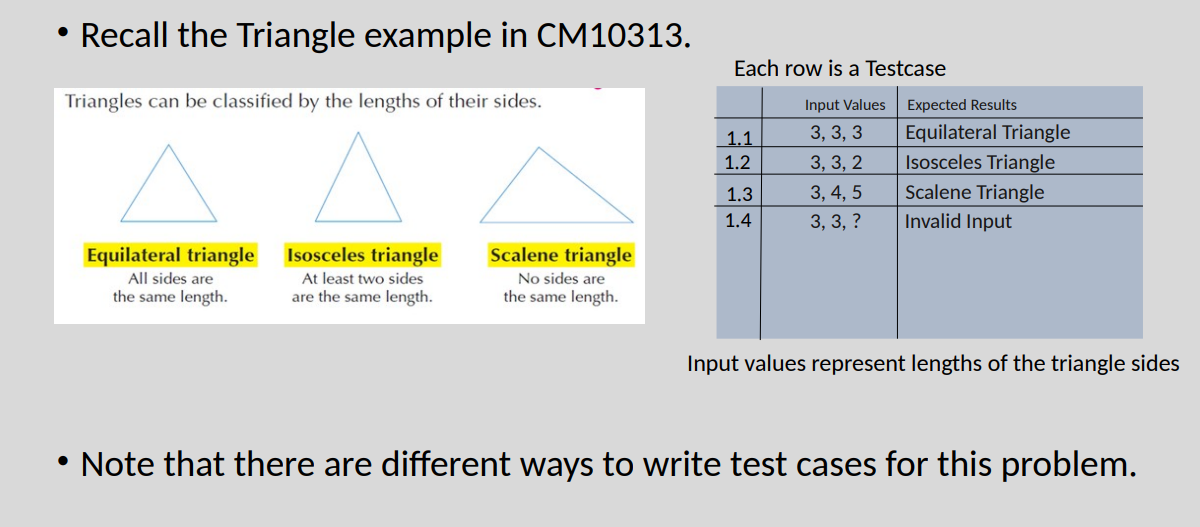 • Recall the Triangle example in CM10313.
Triangles can be classified by the lengths of their sides.
Equilateral triangle
All sides are
the same length.
Isosceles triangle
At least two sides
are the same length.
Scalene triangle
No sides are
the same length.
Each row is a Testcase
Input Values Expected Results
1.1 3, 3, 3 Equilateral Triangle
1.2 3, 3, 2 Isosceles Triangle
1.3 3, 4, 5 Scalene Triangle
1.4 3, 3, ? Invalid Input
Input values represent lengths of the triangle sides
• Note that there are different ways to write test cases for this problem.